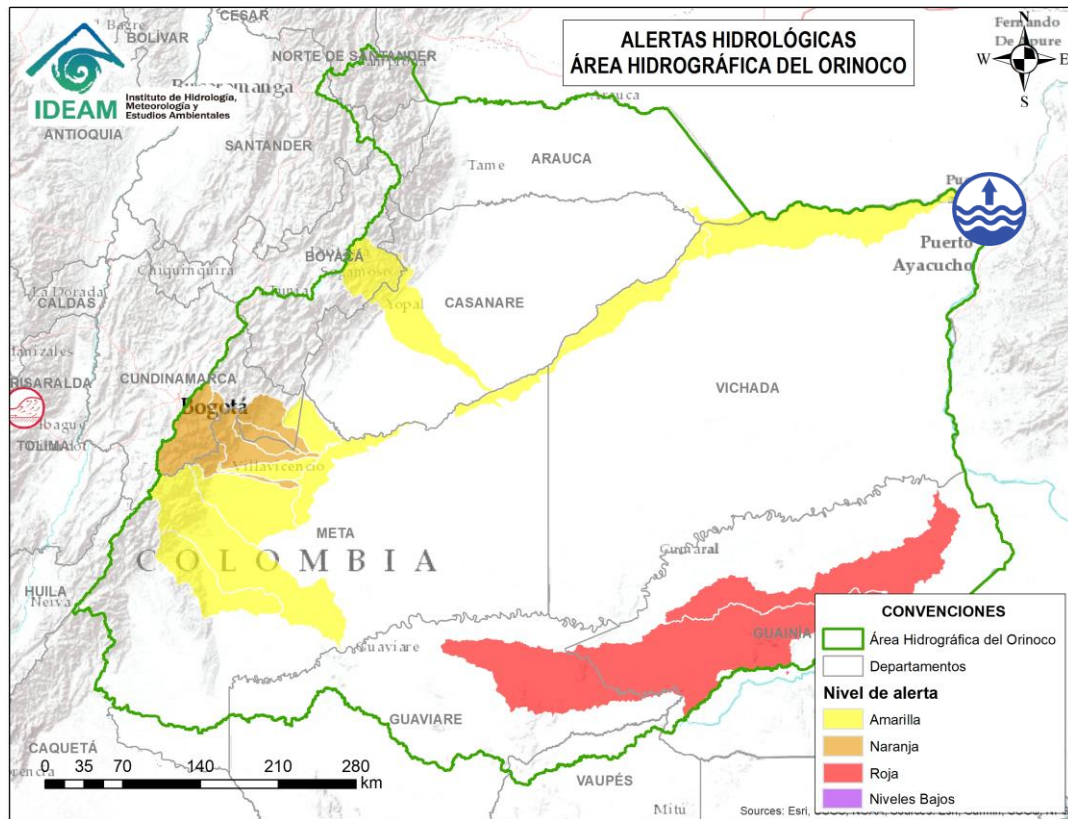 CESAR
BOLÍVAR
NORTE DE SANTANDER
ALERTAS HIDROLÓGICAS
ÁREA HIDROGRÁFICA DEL ORINOCO
Fernando
De Apure
N
W
E
S
IDEAM
Instituto de Hidrología,
Meteorología y
Estudios Ambientales
ANTIOQUIA
SANTANDER
Arauca
ARAUCA
Tame
Puerto
Ayacucho
BOYACÁ
Sogamoso
Chiquinquirá
Tunja
La Dorada
CALDAS
Yopal
CASANARE
VICHADA
CUNDINAMARCA
RISARALDA
Bogotá
TOLIMA
Villavicencio
META
COLOMBIA
Cumaral
HUILA
Neiva
GUAINÍA
GUAVIARE
CAQUETÁ
VAUPÉS
Mitú
0 35 70 140 210 280
km
CONVENCIONES
Área Hidrográfica del Orinoco
Departamentos
Nivel de alerta
Amarilla
Naranja
Roja
Niveles Bajos
Sources: Esri,